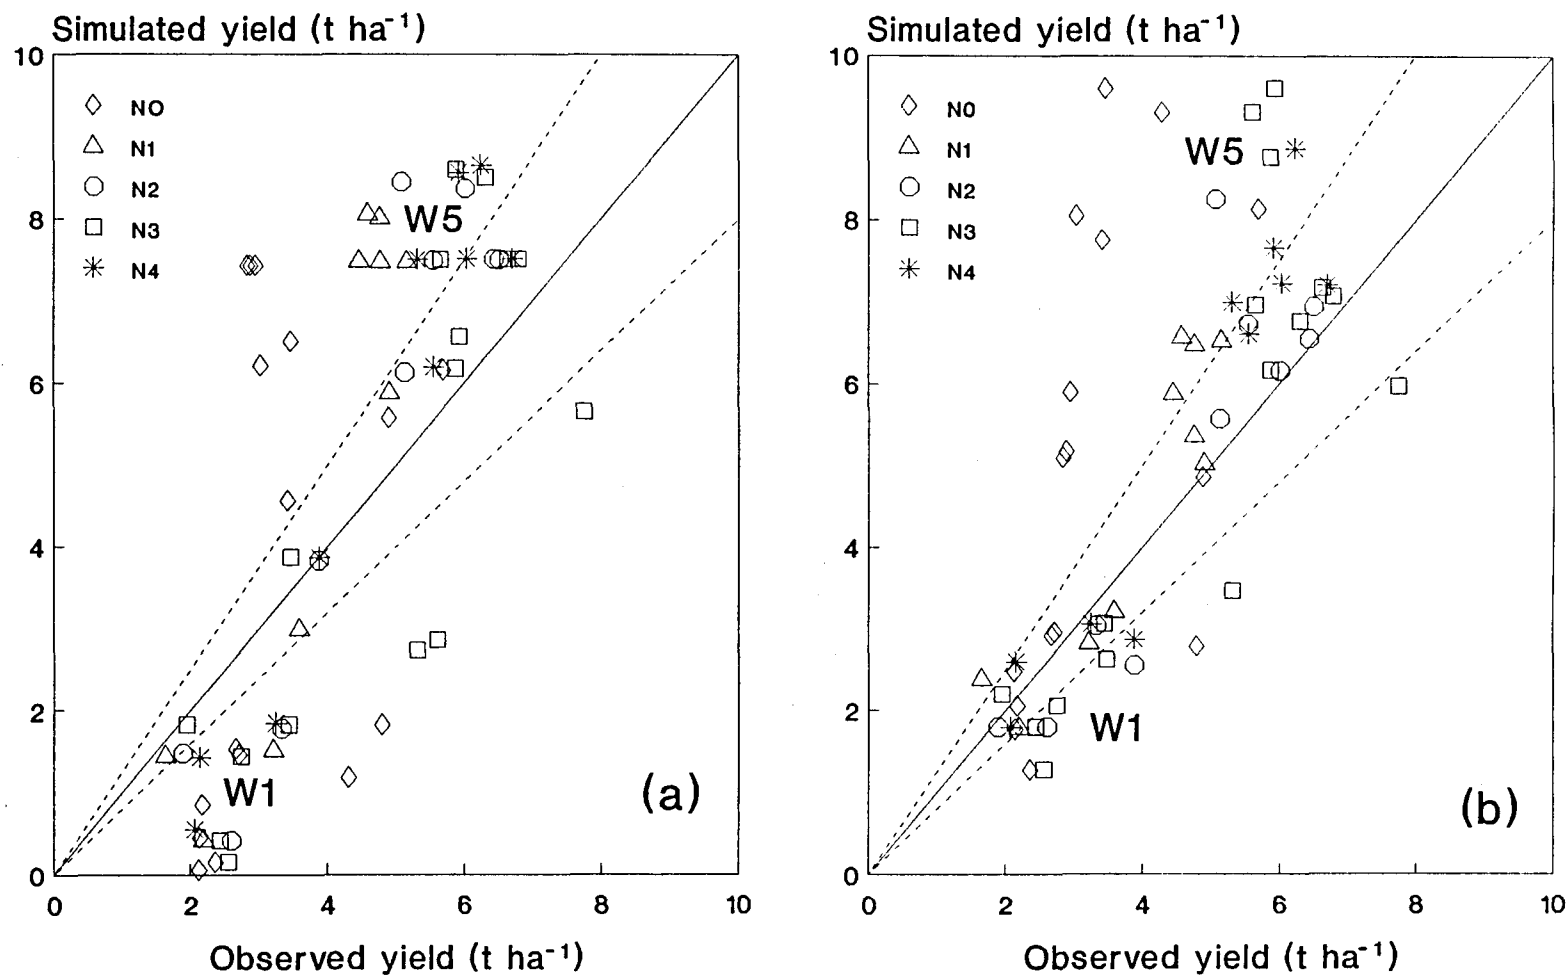 Simulated yield (t ha⁻¹)
10
8
6
4
2
0
NO
N1
N2
N3
N4
W5
W1
(a)
0 2 4 6 8 10
Observed yield (t ha⁻¹)
Simulated yield (t ha⁻¹)
10
8
6
4
2
0
N0
N1
N2
N3
N4
W5
W1
(b)
0 2 4 6 8 10
Observed yield (t ha⁻¹)